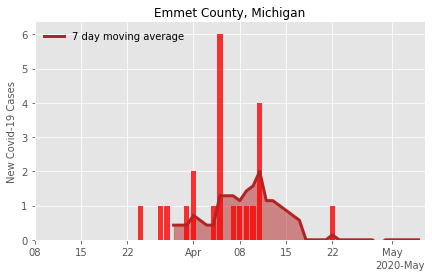 Emmet County, Michigan
7 day moving average
New Covid-19 Cases
6
5
4
3
2
1
0
08 15 22 Apr 08 15 22 May
2020-May